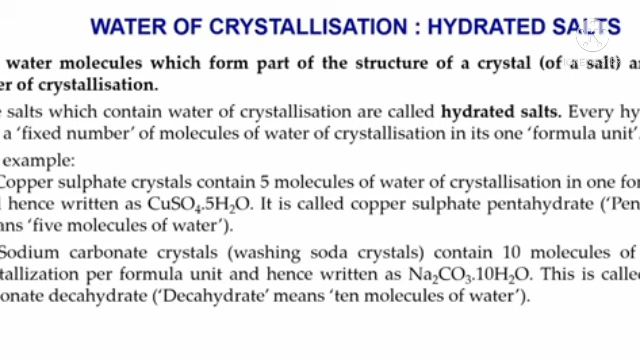 WATER OF CRYSTALLISATION : HYDRATED SALTS
water molecules which form part of the structure of a crystal (of a salt) ar
er of crystallisation.
e salts which contain water of crystallisation are called hydrated salts. Every hy
a 'fixed number' of molecules of water of crystallisation in its one 'formula unit'.
example:
Copper sulphate crystals contain 5 molecules of water of crystallisation in one for
hence written as CuSO₄.5H₂O. It is called copper sulphate pentahydrate ('Pen
ans 'five molecules of water').
Sodium carbonate crystals (washing soda crystals) contain 10 molecules of
tallization per formula unit and hence written as Na₂CO₃.10H₂O. This is called
onate decahydrate ('Decahydrate' means 'ten molecules of water').